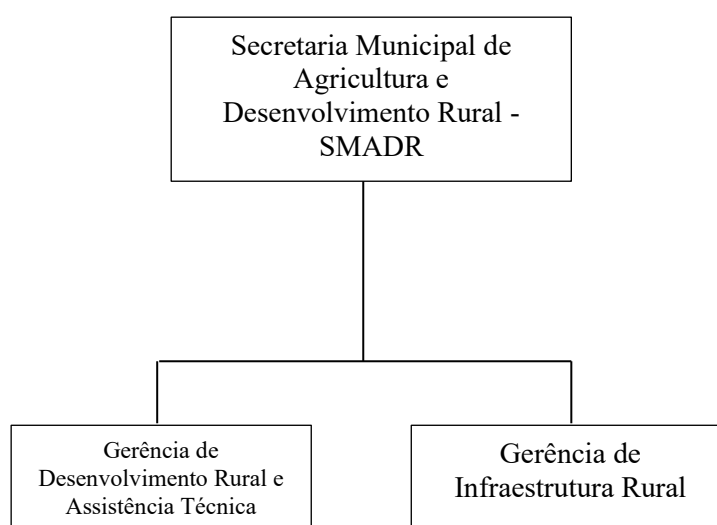 Secretaria Municipal de
Agricultura e
Desenvolvimento Rural -
SMADR
Gerência de
Desenvolvimento Rural e
Assistência Técnica
Gerência de
Infraestrutura Rural